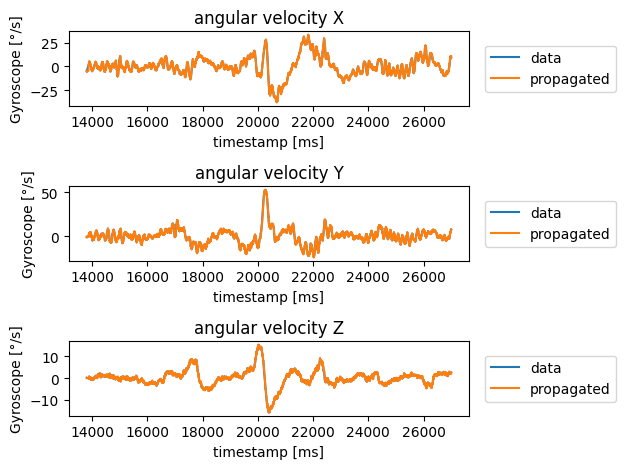 angular velocity X
Gyroscope [°/s]
25
0
−25
14000 16000 18000 20000 22000 24000 26000
timestamp [ms]
data
propagated
angular velocity Y
Gyroscope [°/s]
50
0
14000 16000 18000 20000 22000 24000 26000
timestamp [ms]
data
propagated
angular velocity Z
Gyroscope [°/s]
10
0
−10
14000 16000 18000 20000 22000 24000 26000
timestamp [ms]
data
propagated